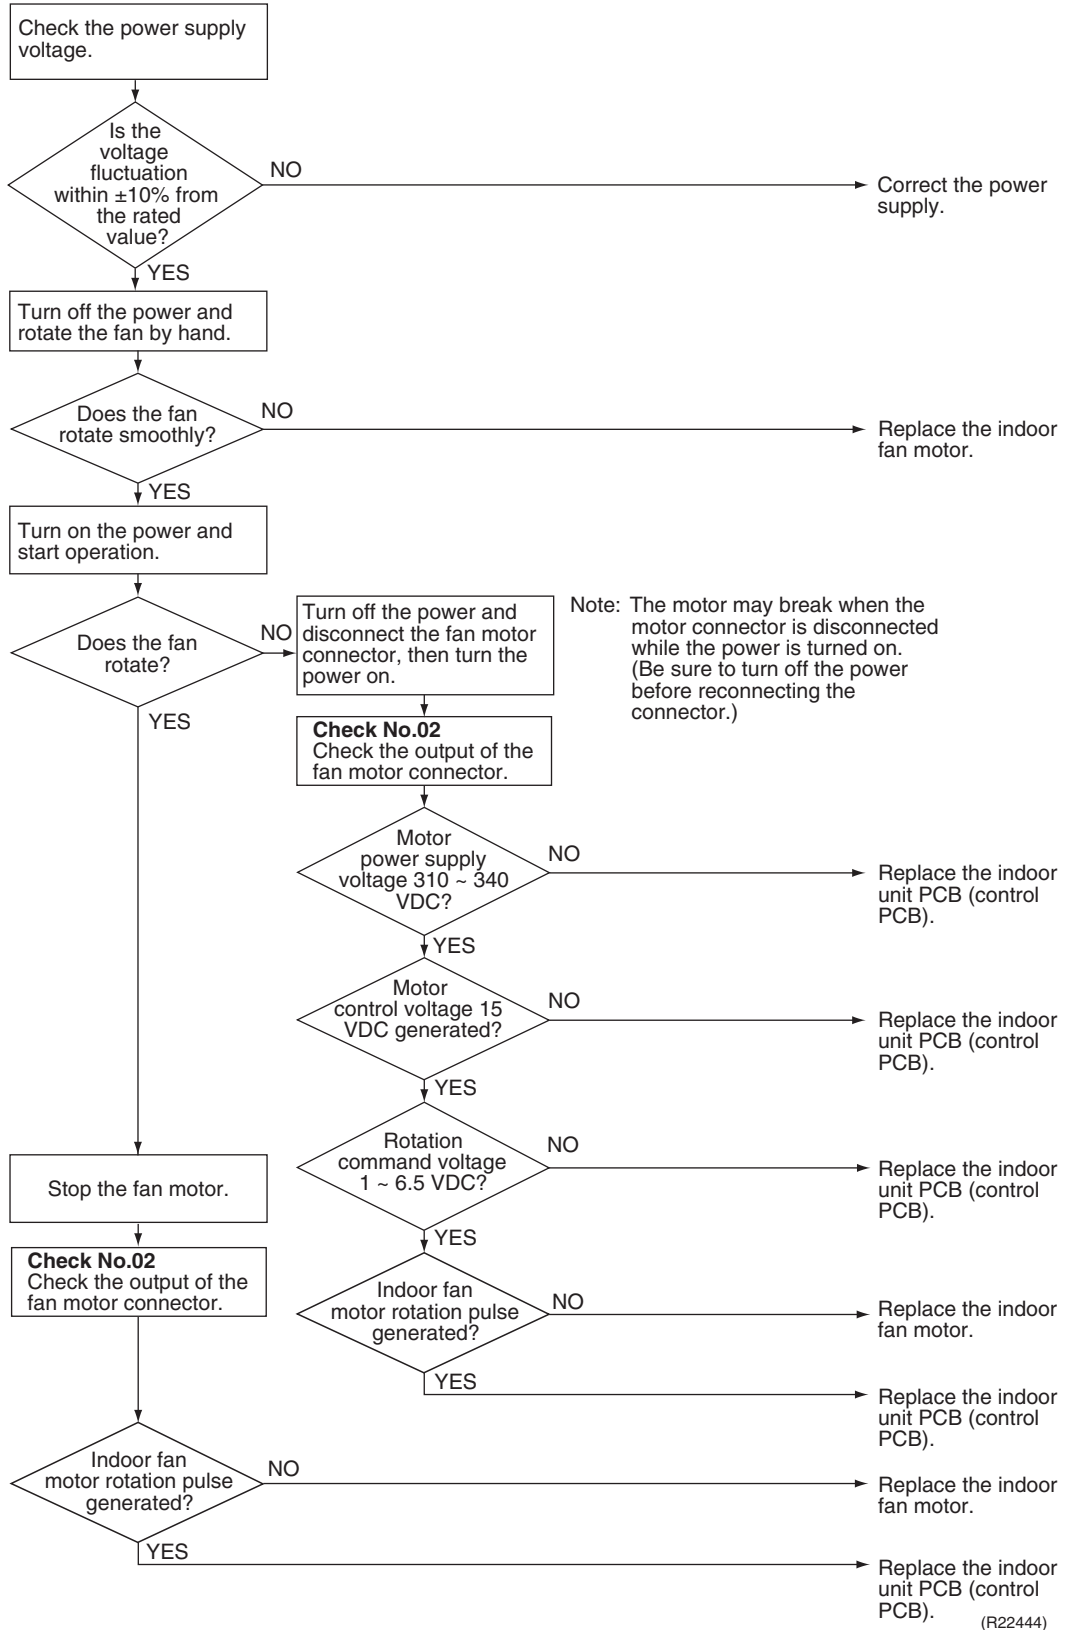 Check the power supply
voltage.
Is the
voltage
fluctuation
within ±10% from
the rated
value?
NO
Correct the power
supply.
YES
Turn off the power and
rotate the fan by hand.
Does the fan
rotate smoothly?
NO
Replace the indoor
fan motor.
YES
Turn on the power and
start operation.
Does the fan
rotate?
NO
Turn off the power and
disconnect the fan motor
connector, then turn the
power on.
Note: The motor may break when the
motor connector is disconnected
while the power is turned on.
(Be sure to turn off the power
before reconnecting the
connector.)
YES
Check No.02
Check the output of the
fan motor connector.
Motor
power supply
voltage 310 ~ 340
VDC?
NO
Replace the indoor
unit PCB (control
PCB).
YES
Motor
control voltage 15
VDC generated?
NO
Replace the indoor
unit PCB (control
PCB).
YES
Rotation
command voltage
1 ~ 6.5 VDC?
NO
Replace the indoor
unit PCB (control
PCB).
YES
Indoor fan
motor rotation pulse
generated?
NO
Replace the indoor
fan motor.
YES
Replace the indoor
unit PCB (control
PCB).
Stop the fan motor.
Check No.02
Check the output of the
fan motor connector.
Indoor fan
motor rotation pulse
generated?
NO
Replace the indoor
fan motor.
YES
Replace the indoor
unit PCB (control
PCB).
(R22444)